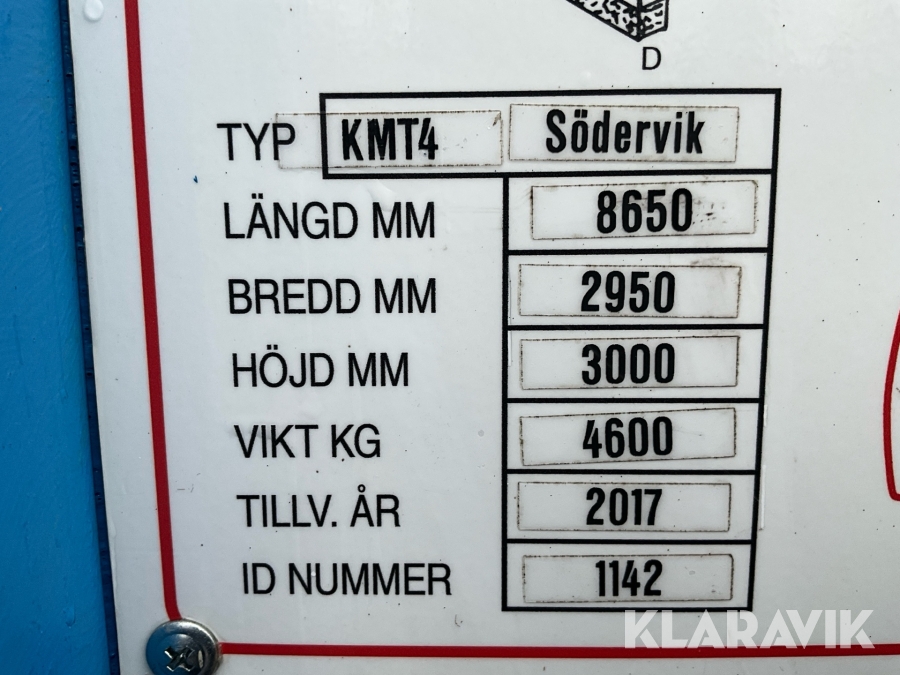 D
TYP KMT4 Södervik
LÄNGD MM 8650
BREDD MM 2950
HÖJD MM 3000
VIKT KG 4600
TILLV. ÅR 2017
ID NUMMER 1142
KLARAVIK